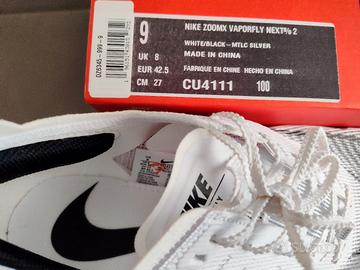 9
NIKE ZOOMX VAPORFLY NEXT% 2
UK 8
WHITE/BLACK-MTLC SILVER
MADE IN CHINA
EUR 42.5
FABRIQUE EN CHINE HECHO EN CHINA
CM 27
CU4111 100
NIKE